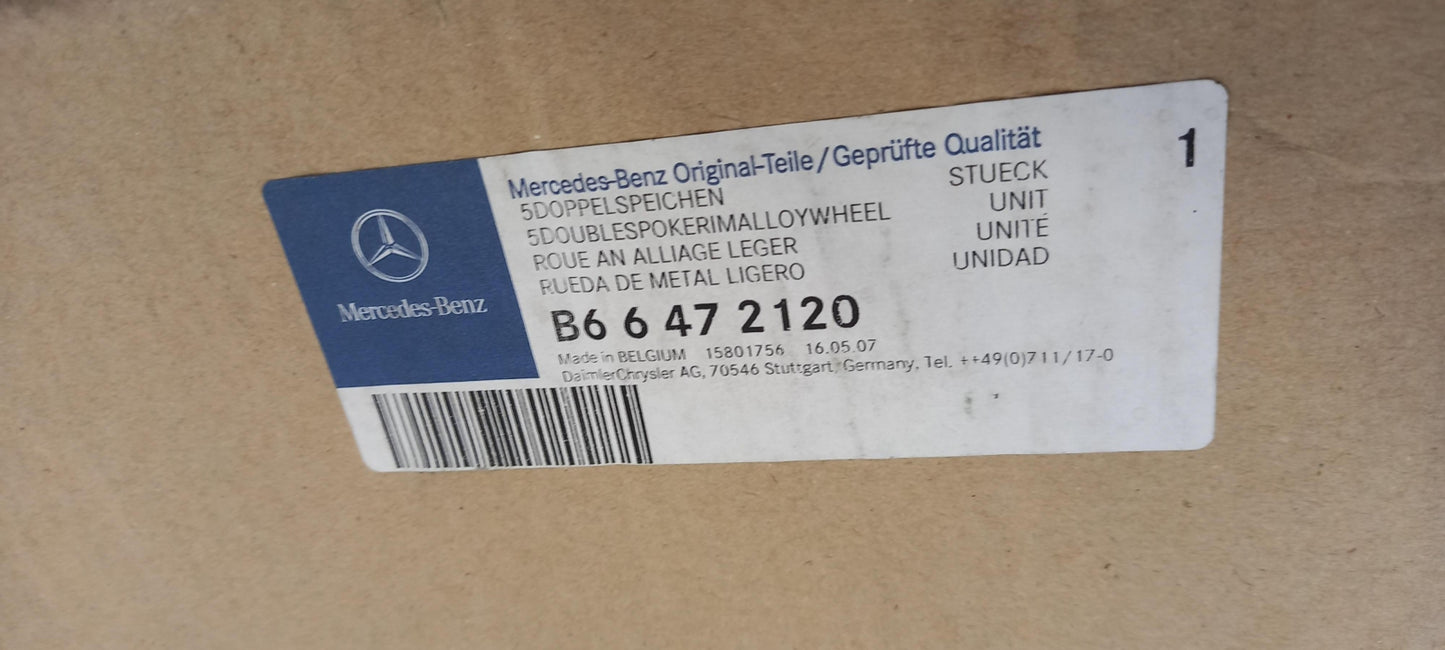 Mercedes-Benz
Mercedes-Benz Original-Teile/Geprüfte Qualität
1
5DOPPELSPEICHEN STUECK
5DOUBLESPOKERIMALLOYWHEEL UNIT
ROUE AN ALLIAGE LEGER UNITÉ
RUEDA DE METAL LIGERO UNIDAD
B6 6 47 2120
Made in BELGIUM 15801756 16.05.07
DaimlerChrysler AG, 70546 Stuttgart, Germany, Tel. ++49(0)711/17-0